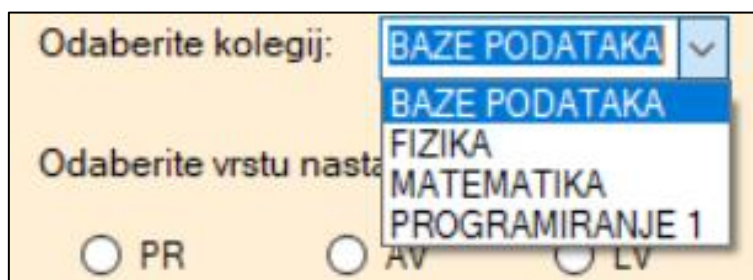 Odaberite kolegij: BAZE PODATAKA
BAZE PODATAKA
FIZIKA
Odaberite vrstu nasta
MATEMATIKA
PROGRAMIRANJE 1
PR AV LV